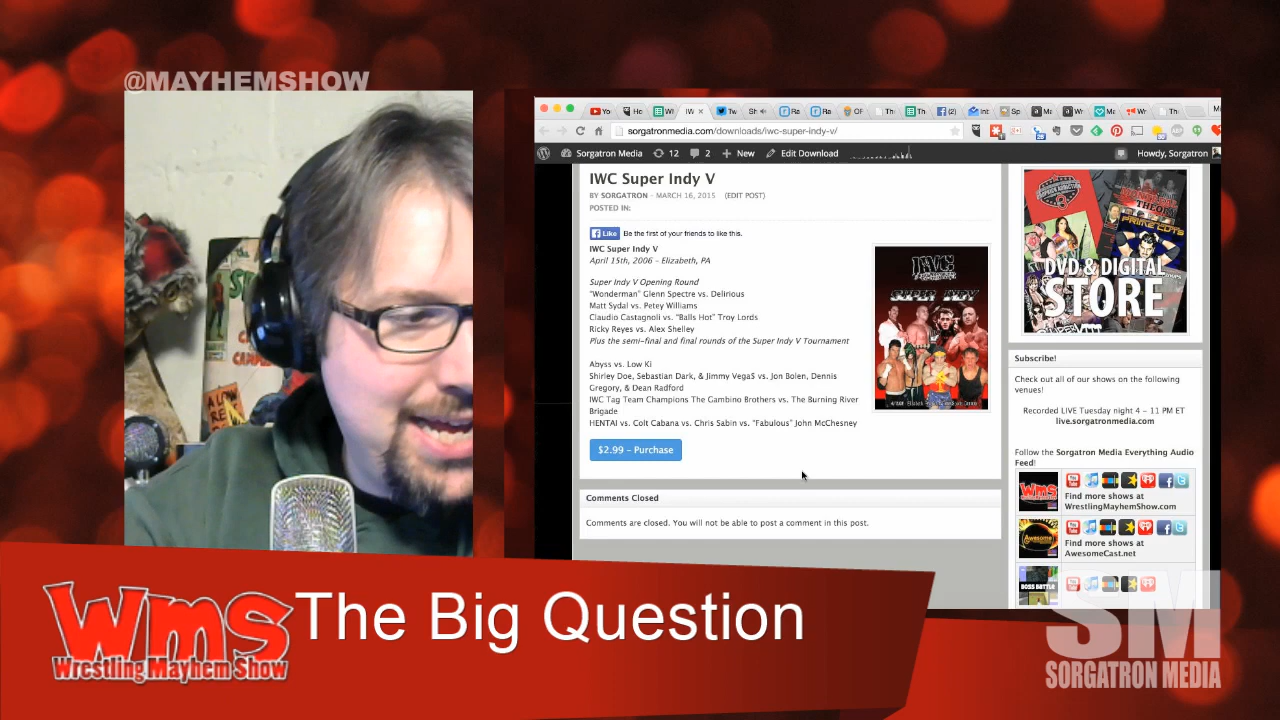 @MAYHEMSHOW
sorgatronmedia.com/downloads/iwc-super-indy-v/
Sorgatron Media 12 2 New Edit Download Howdy, Sorgatron
IWC Super Indy V
BY SORGATRON – MARCH 16, 2015 (EDIT POST)
POSTED IN:
Like Be the first of your friends to like this.
IWC Super Indy V
April 15th, 2006 – Elizabeth, PA
Super Indy V Opening Round
"Wonderman" Glenn Spectre vs. Delirious
Matt Sydal vs. Petey Williams
Claudio Castagnoli vs. "Balls Hot" Troy Lords
Ricky Reyes vs. Alex Shelley
Plus the semi-final and final rounds of the Super Indy V Tournament
Abyss vs. Low Ki
Shirley Doe, Sebastian Dark, & Jimmy Vega$ vs. Jon Bolen, Dennis
Gregory, & Dean Radford
IWC Tag Team Champions The Gambino Brothers vs. The Burning River
Brigade
HENTAI vs. Colt Cabana vs. Chris Sabin vs. "Fabulous" John McChesney
$2.99 – Purchase
Comments Closed
Comments are closed. You will not be able to post a comment in this post.
IWC
SUPER INDY
PRIME CUTS
DVD & DIGITAL
STORE
Subscribe!
Check out all of our shows on the following
venues!
Recorded LIVE Tuesday night 4 – 11 PM ET
live.sorgatronmedia.com
Follow the Sorgatron Media Everything Audio
Feed!
Find more shows at
WrestlingMayhemShow.com
Find more shows at
AwesomeCast.net
BOSS BATTLE
Find more shows at
wms
Wrestling Mayhem Show
The Big Question
SM
SORGATRON MEDIA